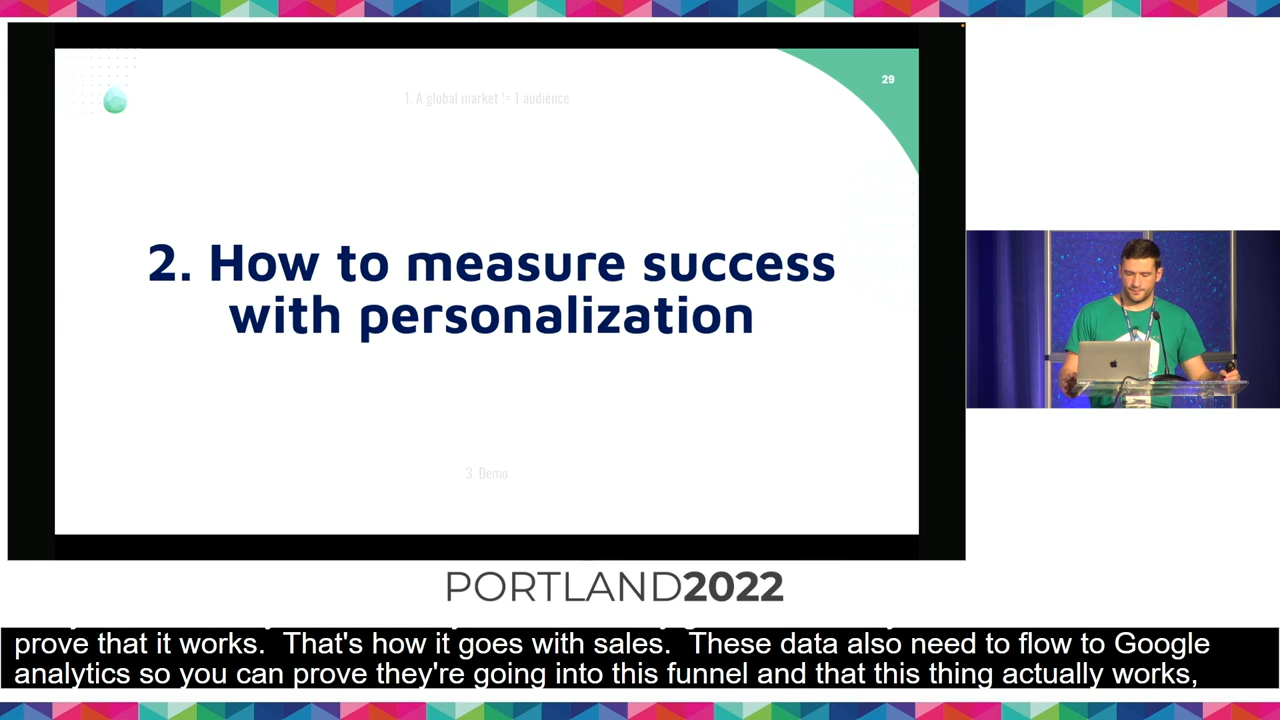 29
1. A global market != 1 audience
2. How to measure success
with personalization
3. Demo
PORTLAND2022
prove that it works.  That's how it goes with sales.  These data also need to flow to Google
analytics so you can prove they're going into this funnel and that this thing actually works,